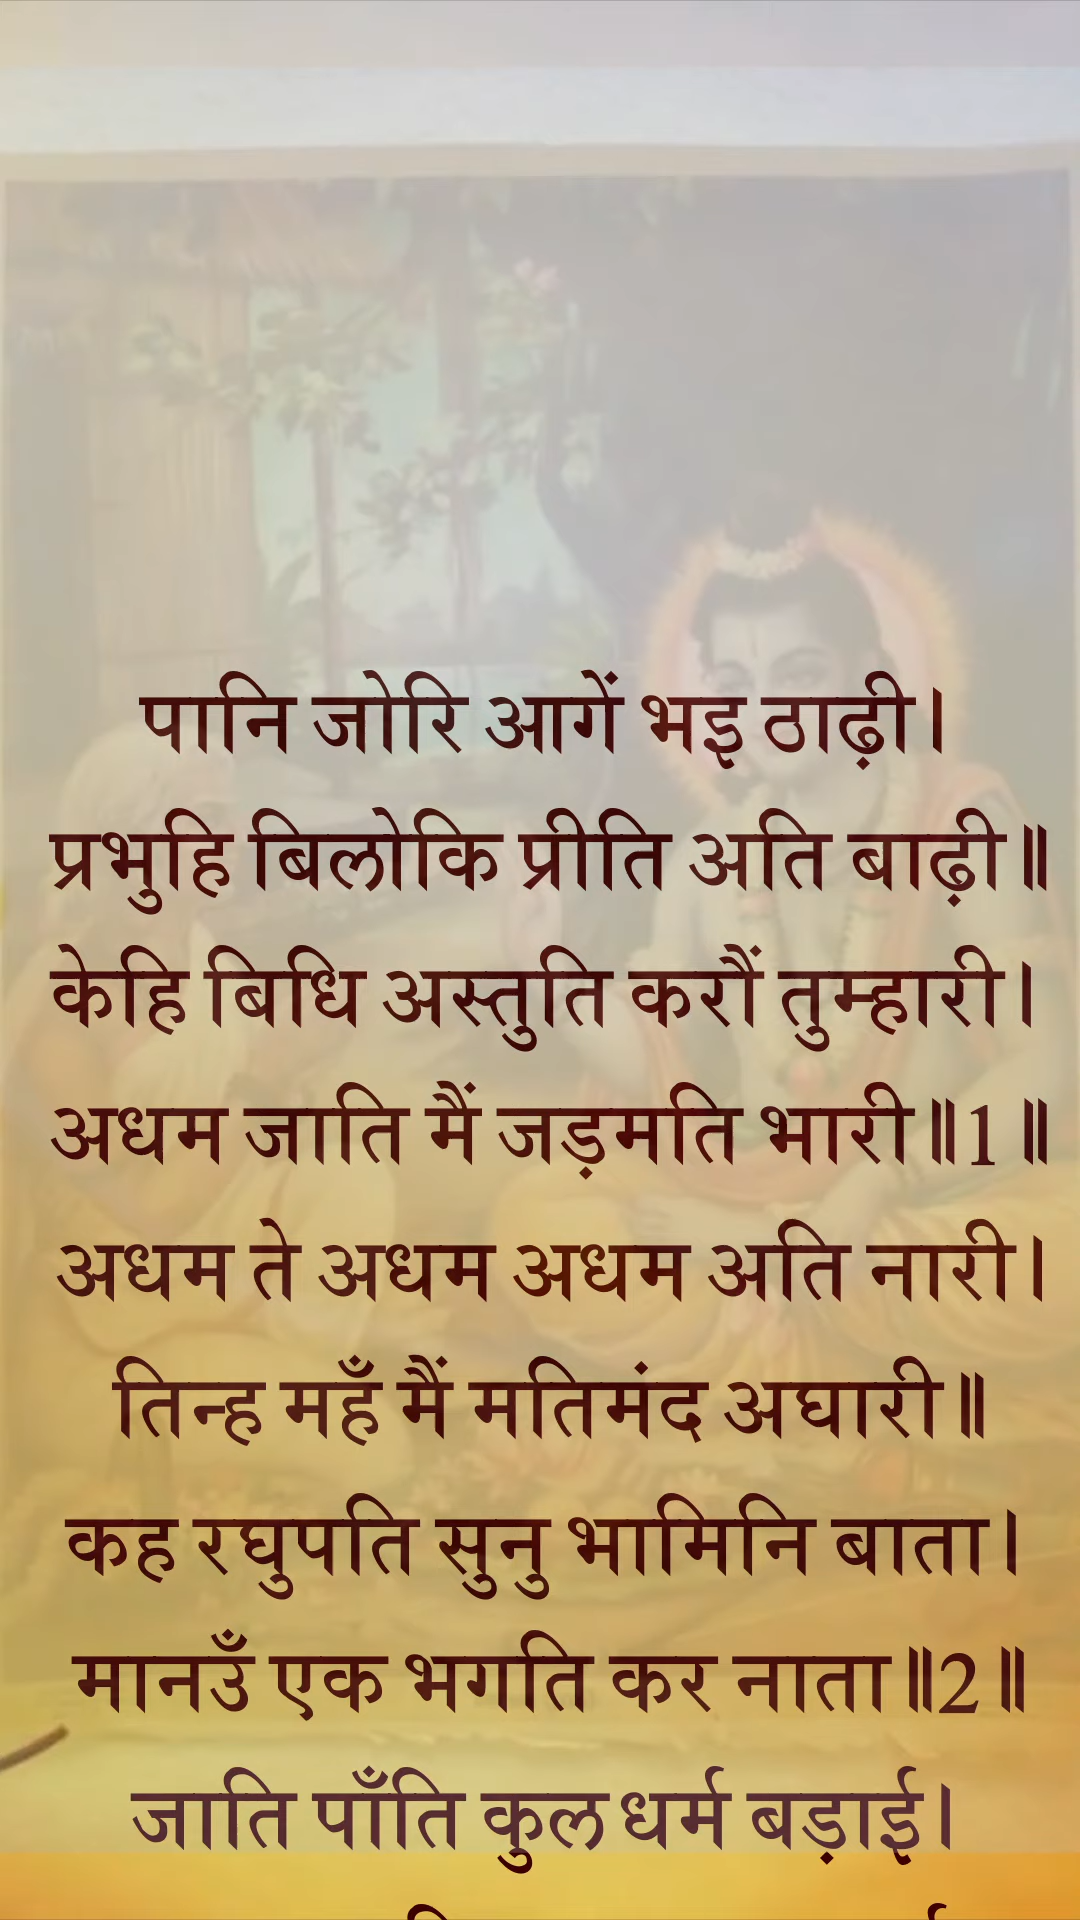 पानि जोरि आगें भइ ठाढ़ी।
प्रभुहि बिलोकि प्रीति अति बाढ़ी॥
केहि बिधि अस्तुति करौं तुम्हारी।
अधम जाति मैं जड़मति भारी॥1॥
अधम ते अधम अधम अति नारी।
तिन्ह महँ मैं मतिमंद अघारी॥
कह रघुपति सुनु भामिनि बाता।
मानउँ एक भगति कर नाता॥2॥
जाति पाँति कुल धर्म बड़ाई।